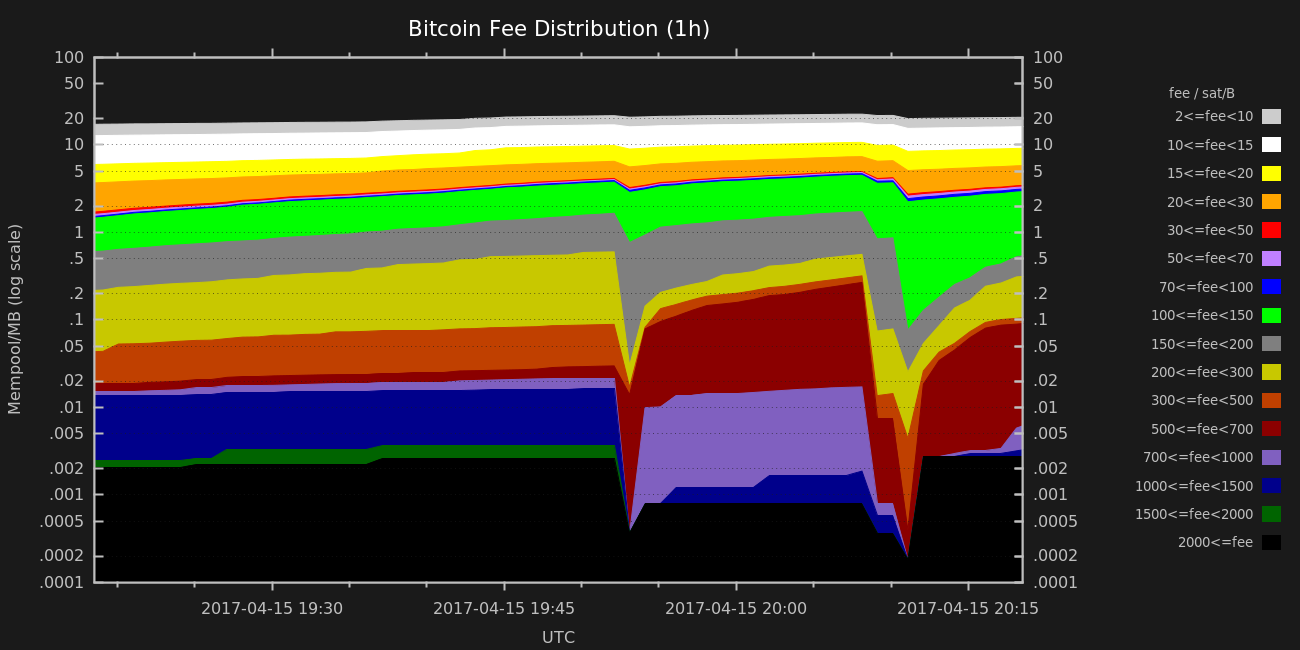 Bitcoin Fee Distribution (1h)
Mempool/MB (log scale)
100
50
20
10
5
2
1
.5
.2
.1
.05
.02
.01
.005
.002
.001
.0005
.0002
.0001
100
50
20
10
5
2
1
.5
.2
.1
.05
.02
.01
.005
.002
.001
.0005
.0002
.0001
2017-04-15 19:30
2017-04-15 19:45
2017-04-15 20:00
2017-04-15 20:15
UTC
fee / sat/B
2<=fee<10
10<=fee<15
15<=fee<20
20<=fee<30
30<=fee<50
50<=fee<70
70<=fee<100
100<=fee<150
150<=fee<200
200<=fee<300
300<=fee<500
500<=fee<700
700<=fee<1000
1000<=fee<1500
1500<=fee<2000
2000<=fee